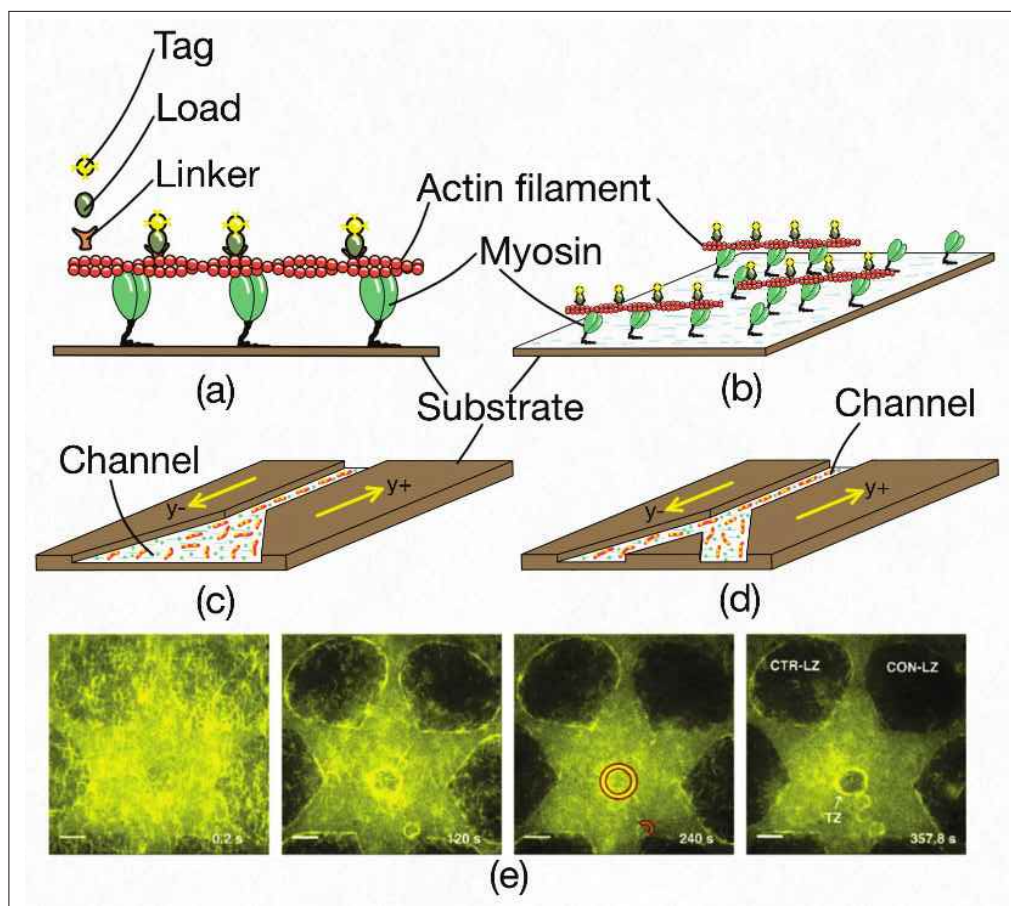 Tag
Load
Linker
Actin filament
Myosin
(a)
(b)
Substrate
Channel
Channel
y-
y+
y-
y+
(c)
(d)
CTR-LZ
CON-LZ
TZ
0.2 s
120 s
240 s
357.8 s
(e)